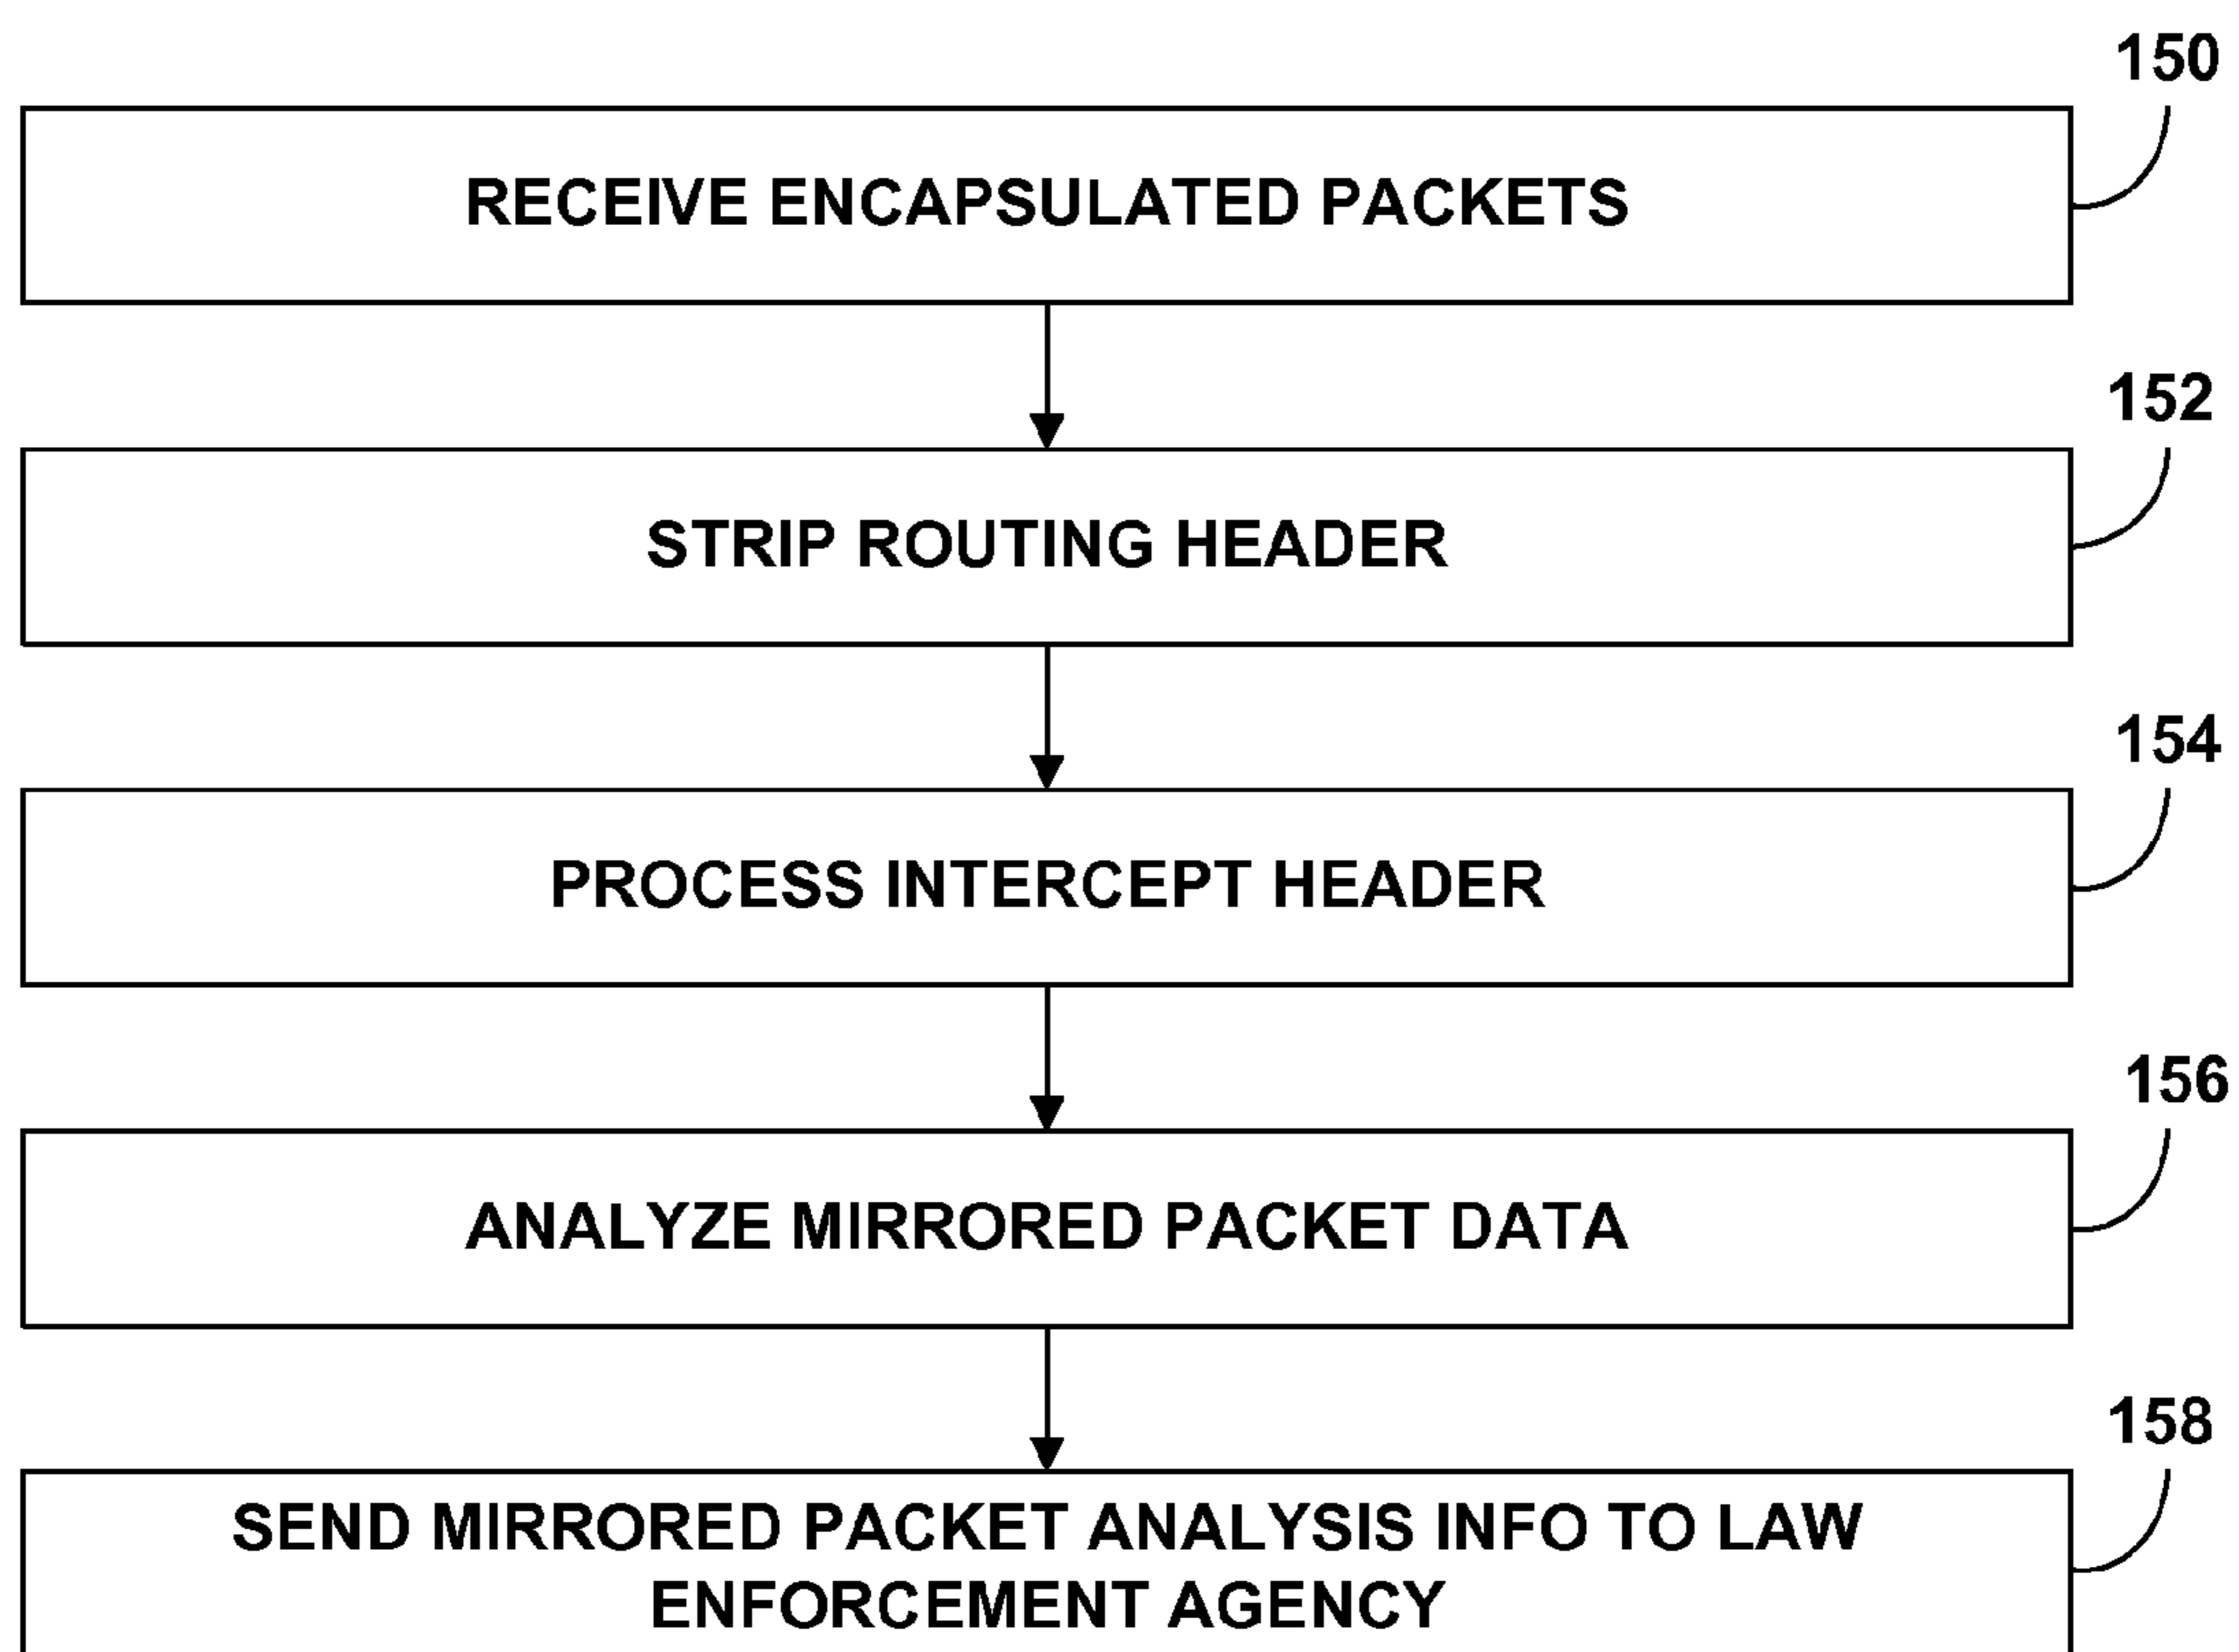 150
RECEIVE ENCAPSULATED PACKETS
152
STRIP ROUTING HEADER
154
PROCESS INTERCEPT HEADER
156
ANALYZE MIRRORED PACKET DATA
158
SEND MIRRORED PACKET ANALYSIS INFO TO LAW
ENFORCEMENT AGENCY